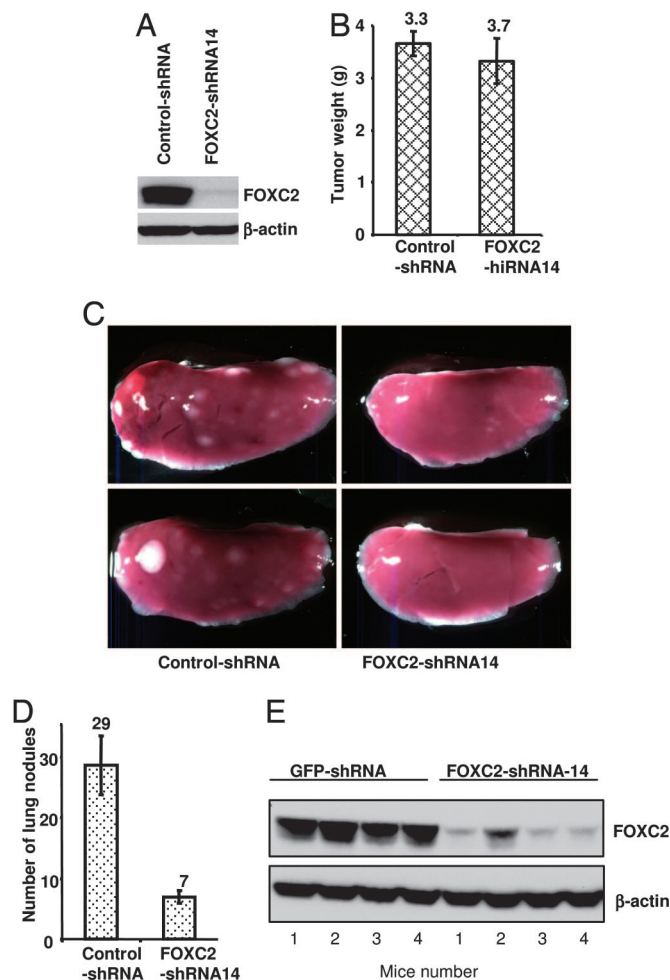 A
Control-shRNA
FOXC2-shRNA14
FOXC2
β-actin
B
Tumor weight (g)
4
3
2
1
0
3.3
3.7
Control
-shRNA
FOXC2
-hiRNA14
C
Control-shRNA
FOXC2-shRNA14
D
Number of lung nodules
30
20
10
0
29
7
Control
-shRNA
FOXC2
-shRNA14
E
GFP-shRNA
FOXC2-shRNA-14
FOXC2
β-actin
1 2 3 4 1 2 3 4
Mice number